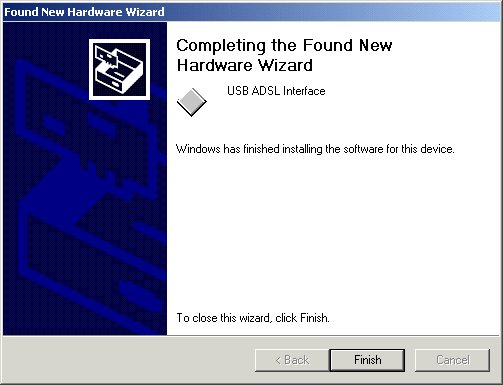 Found New Hardware Wizard
Completing the Found New
Hardware Wizard
USB ADSL Interface
Windows has finished installing the software for this device.
To close this wizard, click Finish.
< Back
Finish
Cancel